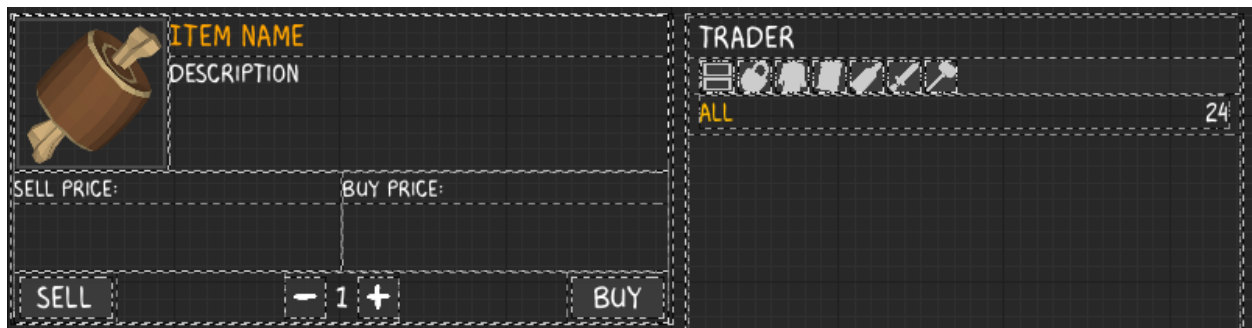 ITEM NAME
DESCRIPTION
SELL PRICE:
BUY PRICE:
SELL
- 1 +
BUY
TRADER
ALL 24